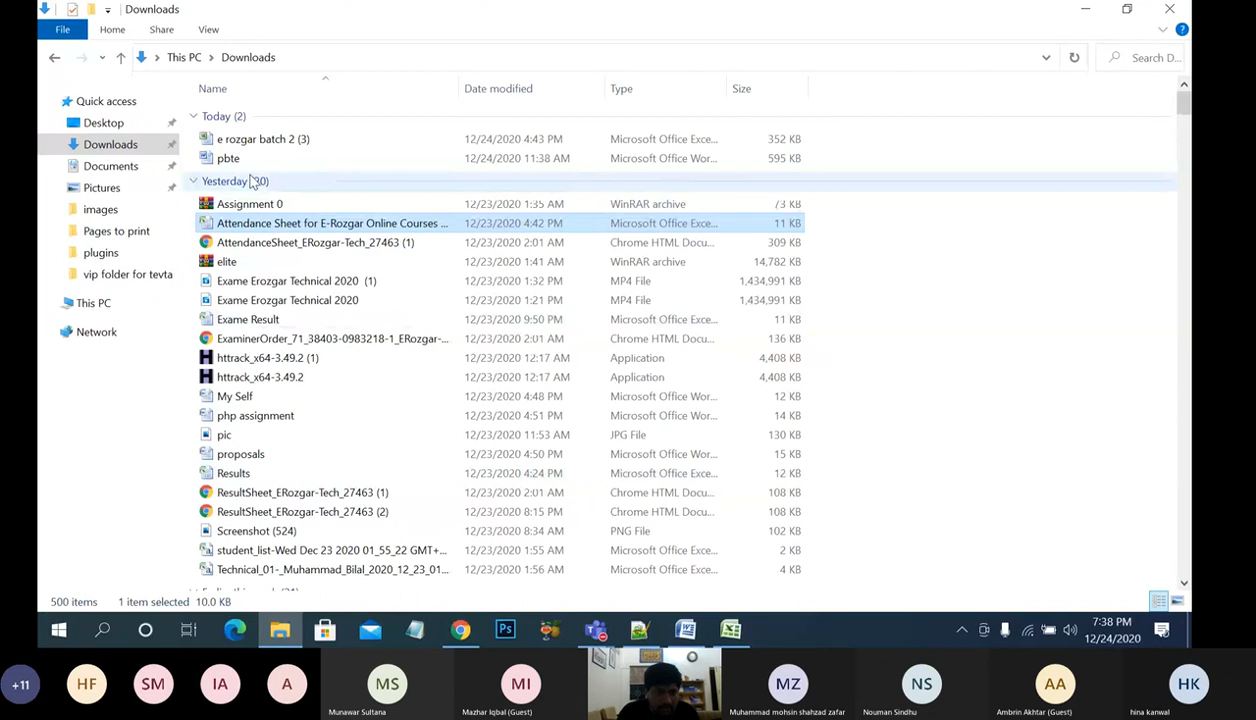 Downloads
File Home Share View
This PC Downloads Search D...
Name Date modified Type Size
Quick access
Desktop
Downloads
Documents
Pictures
images
Pages to print
plugins
vip folder for tevta
This PC
Network
Today (2)
e rozgar batch 2 (3) 12/24/2020 4:43 PM Microsoft Office Exce... 352 KB
pbte 12/24/2020 11:38 AM Microsoft Office Wor... 595 KB
Yesterday
Assignment 0 12/23/2020 1:35 AM WinRAR archive 73 KB
Attendance Sheet for E-Rozgar Online Courses ... 12/23/2020 4:42 PM Microsoft Office Exce... 11 KB
AttendanceSheet_ERozgar-Tech_27463 (1) 12/23/2020 2:01 AM Chrome HTML Docu... 309 KB
elite 12/23/2020 1:41 AM WinRAR archive 14,782 KB
Exame Erozgar Technical 2020 (1) 12/23/2020 1:32 PM MP4 File 1,434,991 KB
Exame Erozgar Technical 2020 12/23/2020 1:21 PM MP4 File 1,434,991 KB
Exame Result 12/23/2020 9:50 PM Microsoft Office Exce... 11 KB
ExaminerOrder_71_38403-0983218-1_ERozgar-... 12/23/2020 2:01 AM Chrome HTML Docu... 136 KB
httrack_x64-3.49.2 (1) 12/23/2020 12:17 AM Application 4,408 KB
httrack_x64-3.49.2 12/23/2020 12:17 AM Application 4,408 KB
My Self 12/23/2020 4:48 PM Microsoft Office Wor... 12 KB
php assignment 12/23/2020 4:51 PM Microsoft Office Wor... 14 KB
pic 12/23/2020 11:53 AM JPG File 130 KB
proposals 12/23/2020 4:50 PM Microsoft Office Wor... 15 KB
Results 12/23/2020 4:24 PM Microsoft Office Exce... 12 KB
ResultSheet_ERozgar-Tech_27463 (1) 12/23/2020 2:01 AM Chrome HTML Docu... 108 KB
ResultSheet_ERozgar-Tech_27463 (2) 12/23/2020 8:15 PM Chrome HTML Docu... 108 KB
Screenshot (524) 12/23/2020 8:34 AM PNG File 102 KB
student_list-Wed Dec 23 2020 01_55_22 GMT+... 12/23/2020 1:55 AM Microsoft Office Exce... 2 KB
Technical_01-_Muhammad_Bilal_2020_12_23_01... 12/23/2020 1:56 AM Microsoft Office Exce... 4 KB
500 items 1 item selected 10.0 KB
Ps
7:38 PM
12/24/2020
+11 HF SM IA A MS MI MZ NS AA HK
Munawar Sultana Mazhar Iqbal (Guest) Muhammad mohsin shahzad zafar Nouman Sindhu Ambrin Akhtar (Guest) hina kanwal